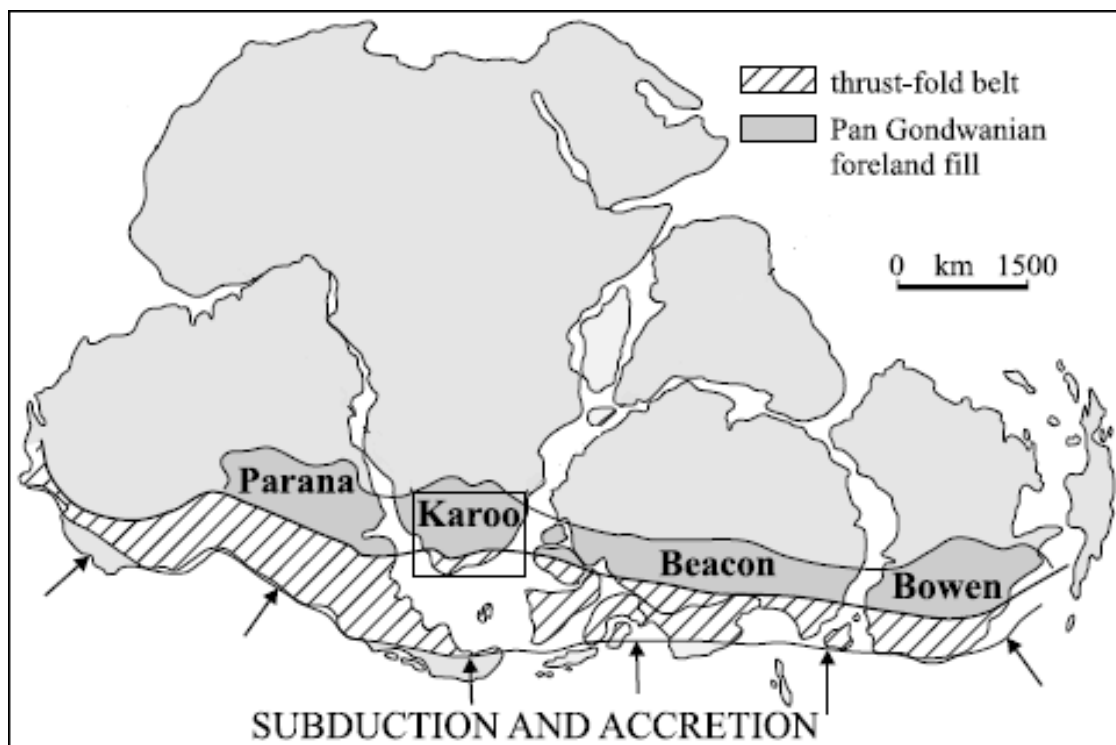 thrust-fold belt
Pan Gondwanian
foreland fill
0 km 1500
Parana
Karoo
Beacon
Bowen
SUBDUCTION AND ACCRETION